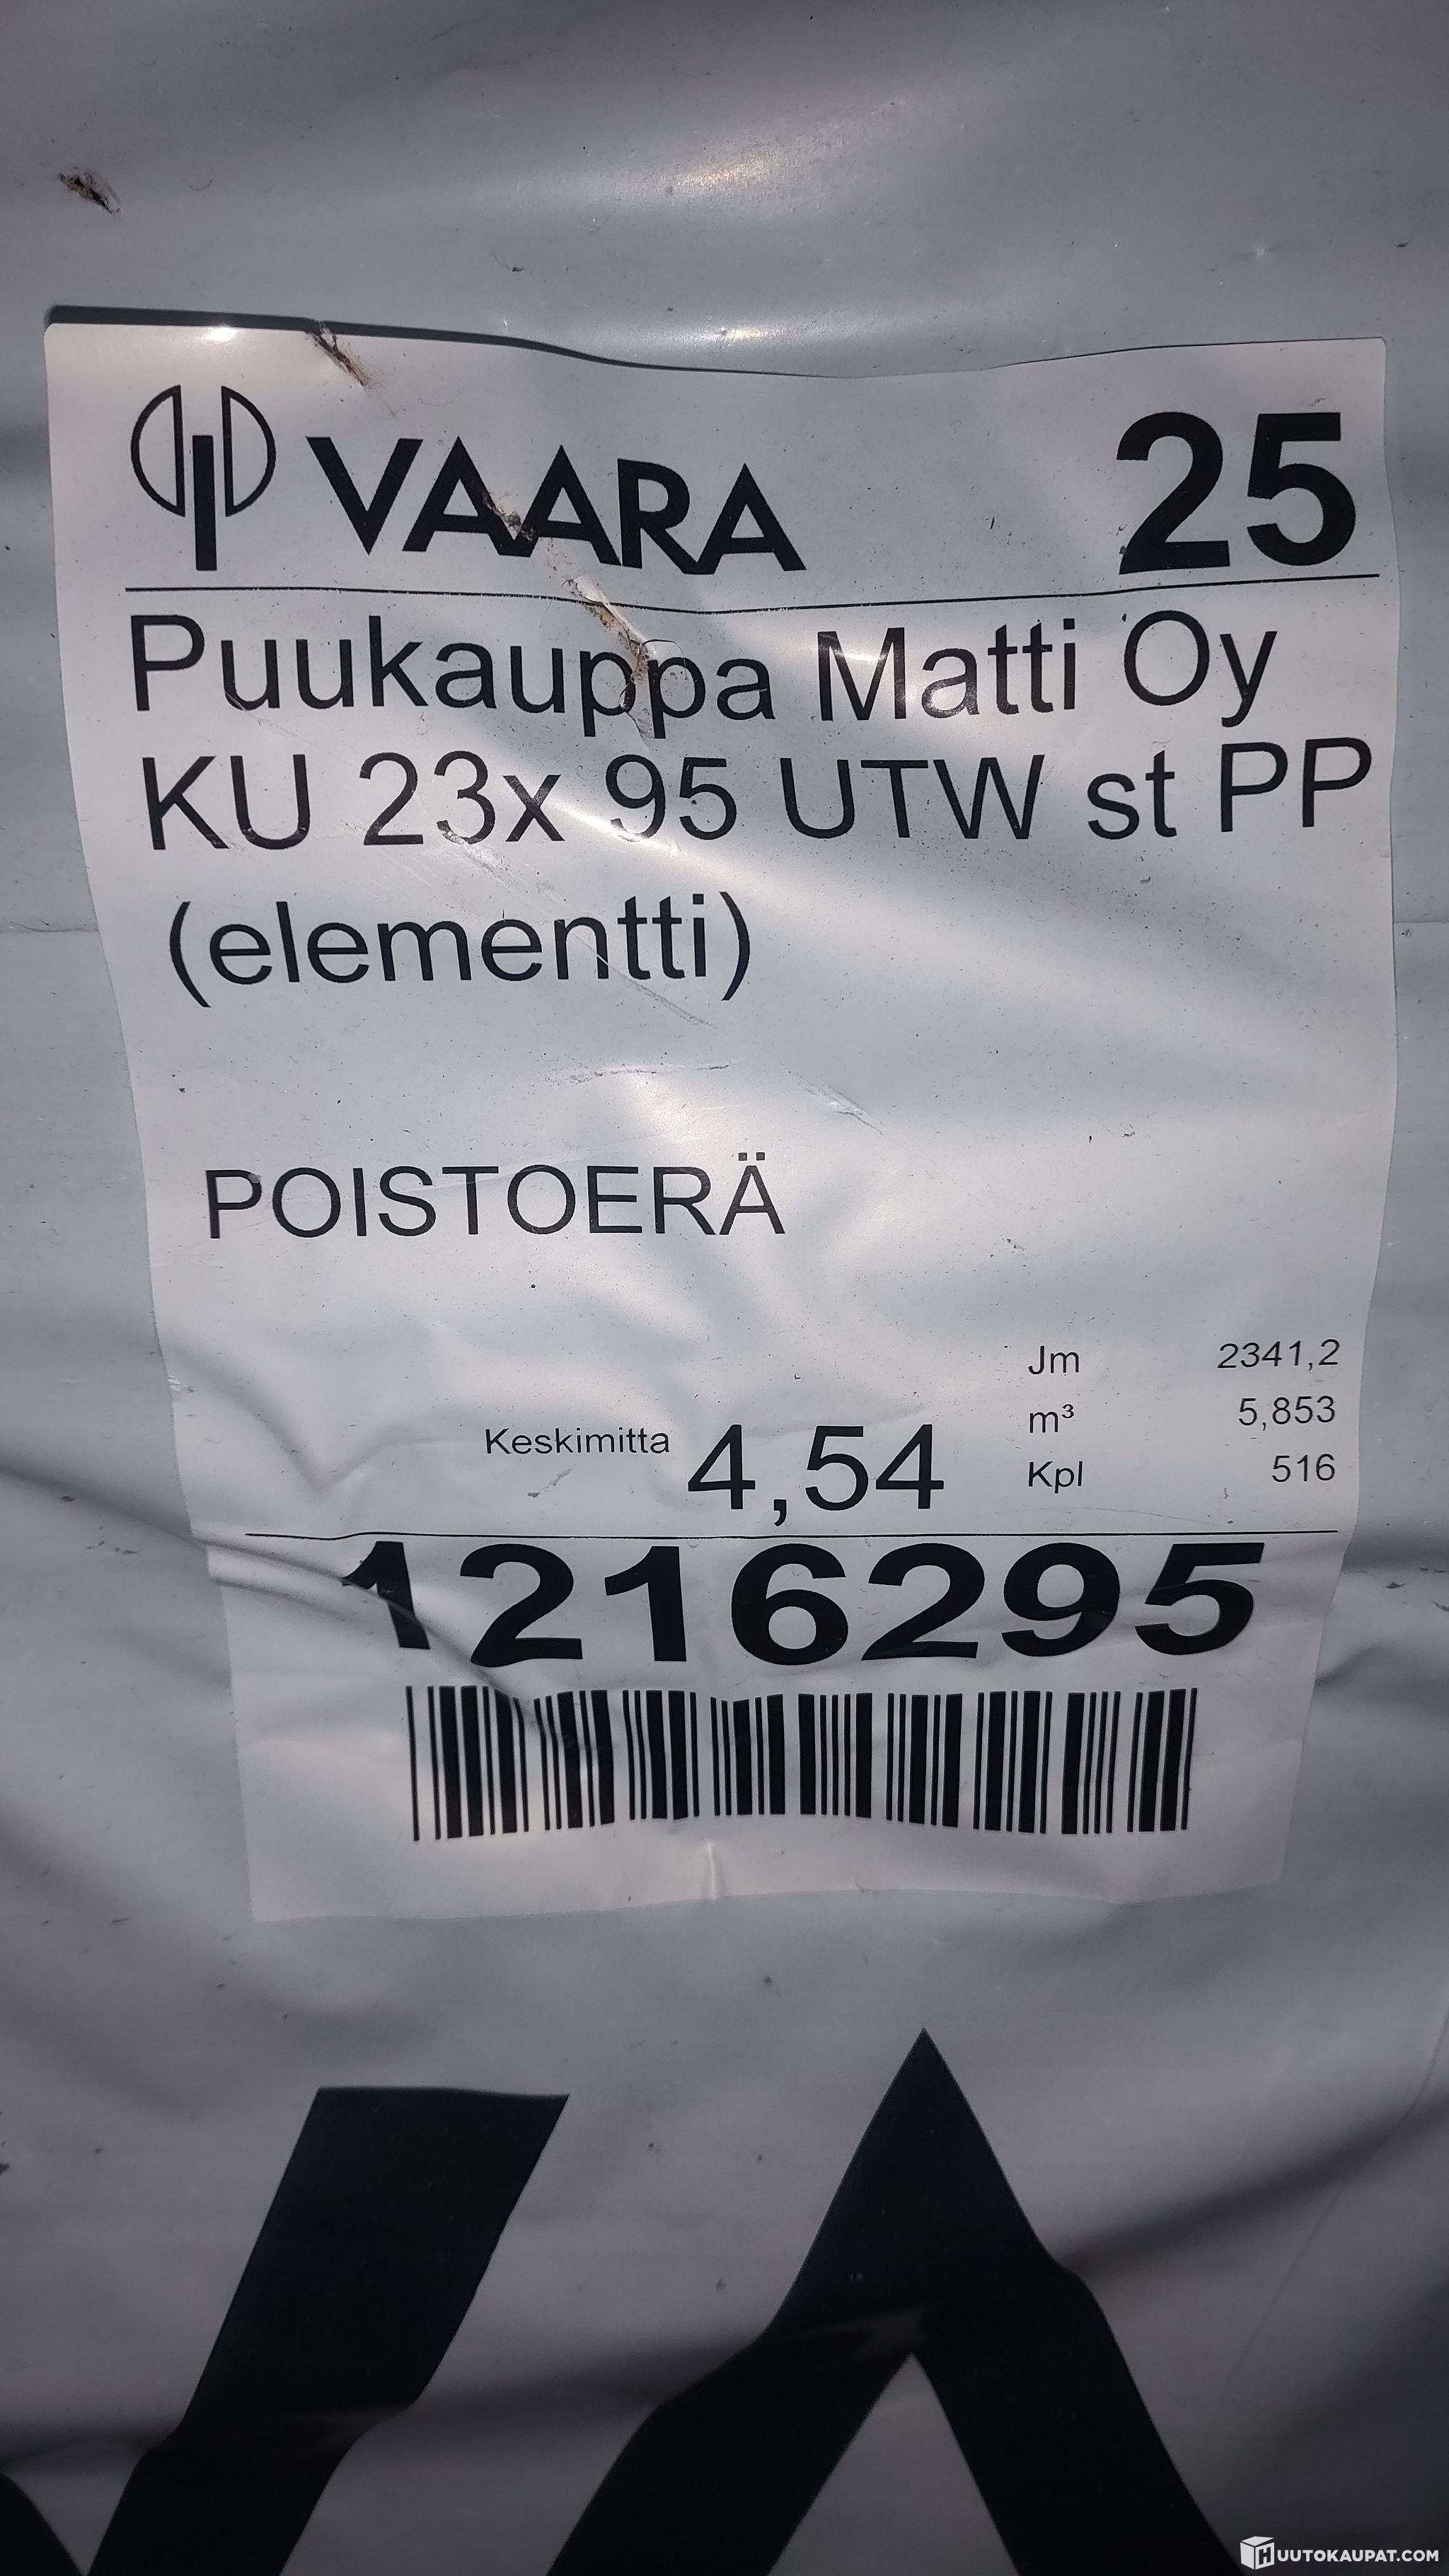 VAARA 25
Puukauppa Matti Oy
KU 23x 95 UTW st PP
(elementti)
POISTOERÄ
Jm 2341,2
m³ 5,853
Keskimitta 4,54
Kpl 516
1216295
HUUTOKAUPAT.COM